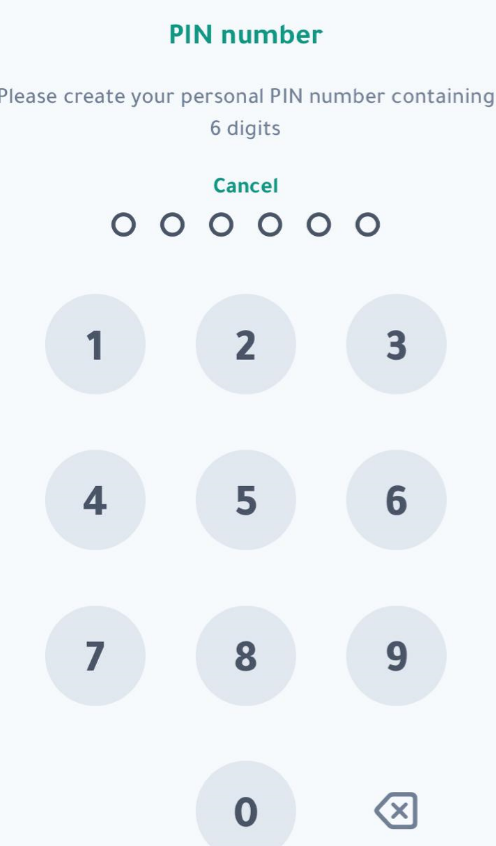 PIN number
Please create your personal PIN number containing
6 digits
Cancel
1 2 3
4 5 6
7 8 9
0